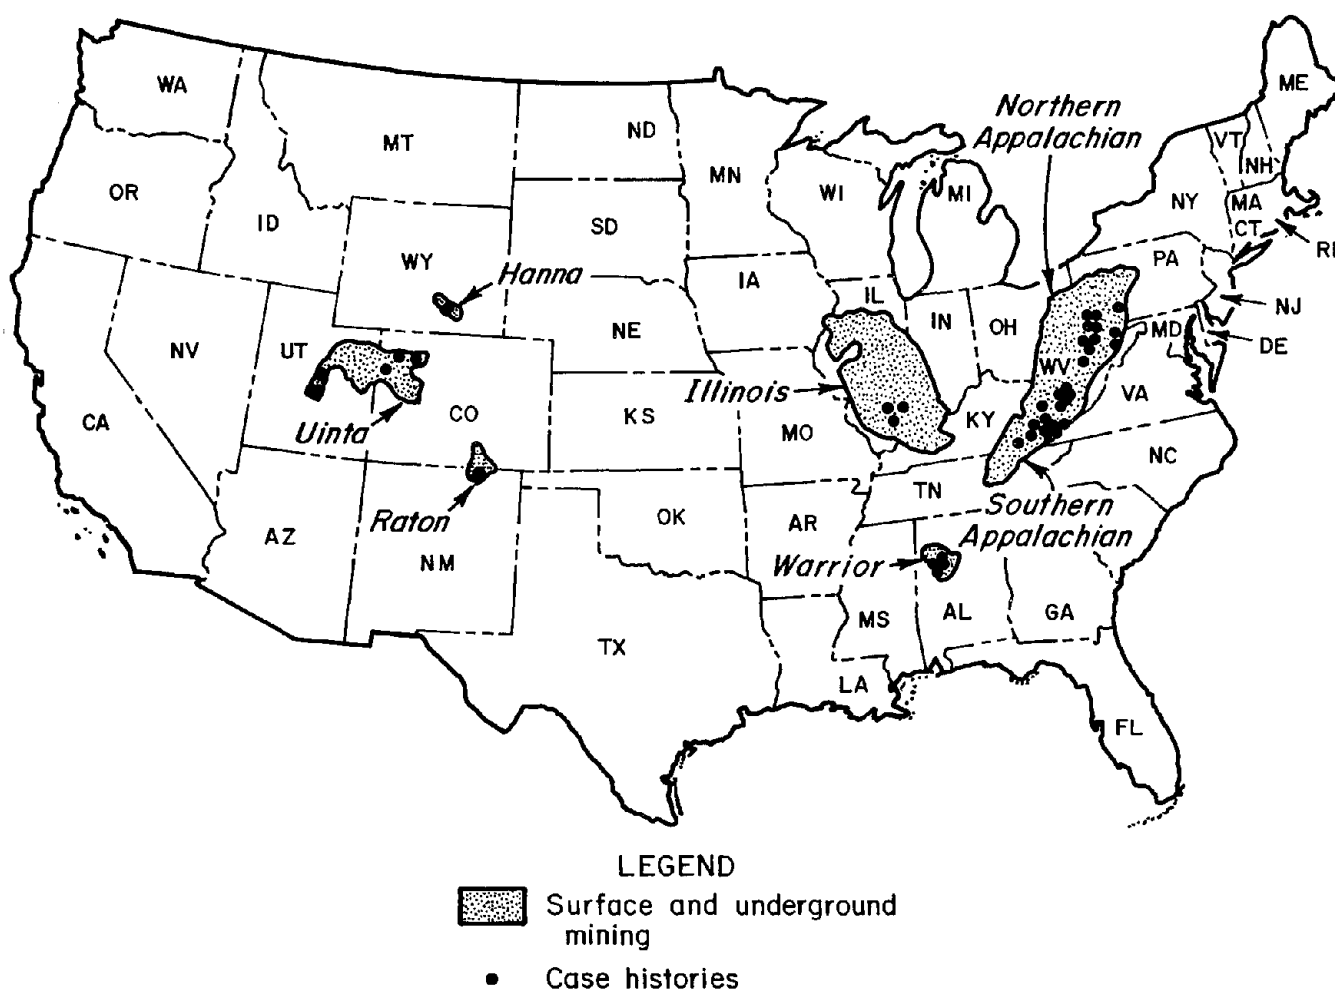 Northern
Appalachian
ME
WA
MT
ND
MN
VT
NH
OR
ID
WI
MI
NY
MA
CT
RI
SD
WY
Hanna
IA
PA
IL
IN
OH
NJ
NE
MD
DE
NV
UT
WV
Illinois
VA
CA
CO
KS
MO
KY
Uinta
NC
TN
Raton
OK
AR
Southern
Appalachian
AZ
NM
Warrior
MS
AL
GA
TX
LA
FL
LEGEND
Surface and underground
mining
Case histories